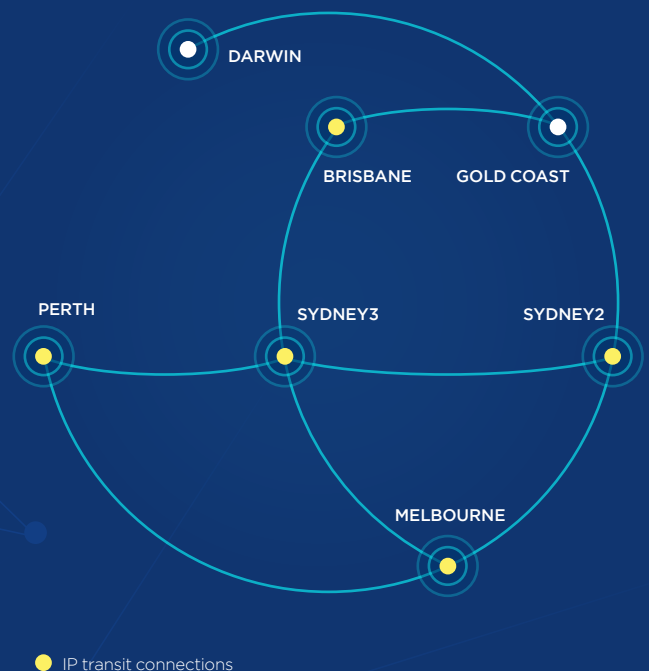 DARWIN
BRISBANE
GOLD COAST
PERTH
SYDNEY3
SYDNEY2
MELBOURNE
IP transit connections